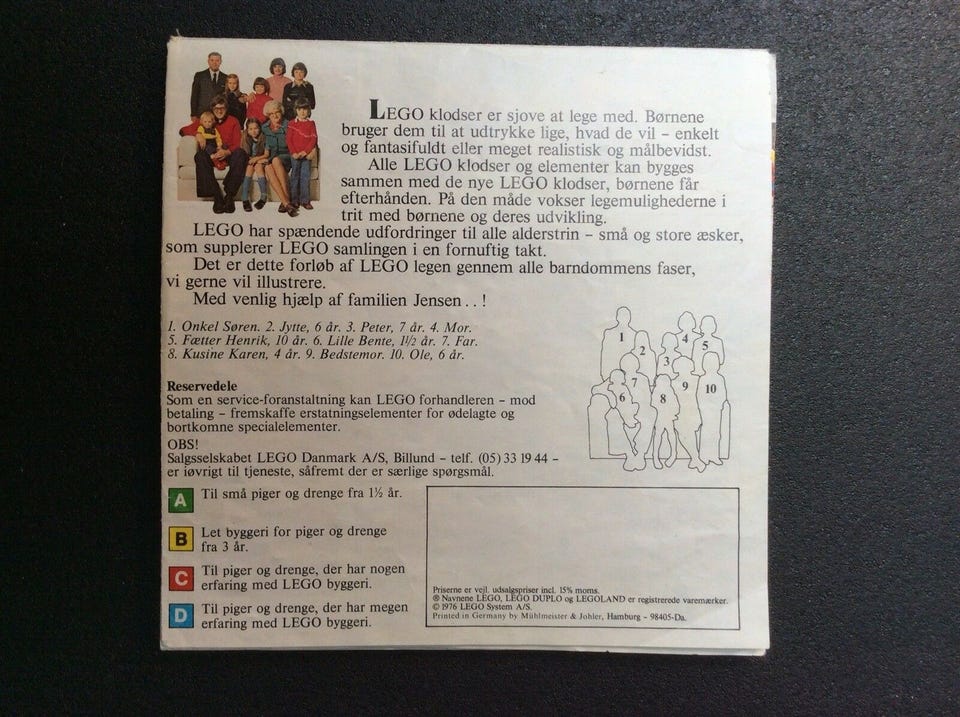 LEGO klodser er sjove at lege med. Børnene
bruger dem til at udtrykke lige, hvad de vil – enkelt
og fantasifuldt eller meget realistisk og målbevidst.
Alle LEGO klodser og elementer kan bygges
sammen med de nye LEGO klodser, børnene får
efterhånden. På den måde vokser legemulighederne i
trit med børnene og deres udvikling.
LEGO har spændende udfordringer til alle alderstrin – små og store æsker,
som supplerer LEGO samlingen i en fornuftig takt.
Det er dette forløb af LEGO legen gennem alle barndommens faser,
vi gerne vil illustrere.
Med venlig hjælp af familien Jensen . . !
1. Onkel Søren. 2. Jytte, 6 år. 3. Peter, 7 år. 4. Mor.
5. Fætter Henrik, 10 år. 6. Lille Bente, 1½ år. 7. Far.
8. Kusine Karen, 4 år. 9. Bedstemor. 10. Ole, 6 år.
1
2
3
4
5
6
7
8
9
10
Reservedele
Som en service-foranstaltning kan LEGO forhandleren – mod
betaling – fremskaffe erstatningselementer for ødelagte og
bortkomne specialelementer.
OBS!
Salgsselskabet LEGO Danmark A/S, Billund – telf. (05) 33 19 44 –
er iøvrigt til tjeneste, såfremt der er særlige spørgsmål.
A Til små piger og drenge fra 1½ år.
B Let byggeri for piger og drenge
fra 3 år.
C Til piger og drenge, der har nogen
erfaring med LEGO byggeri.
D Til piger og drenge, der har megen
erfaring med LEGO byggeri.
Priserne er vejl. udsalgspriser incl. 15% moms.
® Navnene LEGO, LEGO DUPLO og LEGOLAND er registrerede varemærker.
© 1976 LEGO System A/S.
Printed in Germany by Mühlmeister & Johler, Hamburg – 98405-Da.